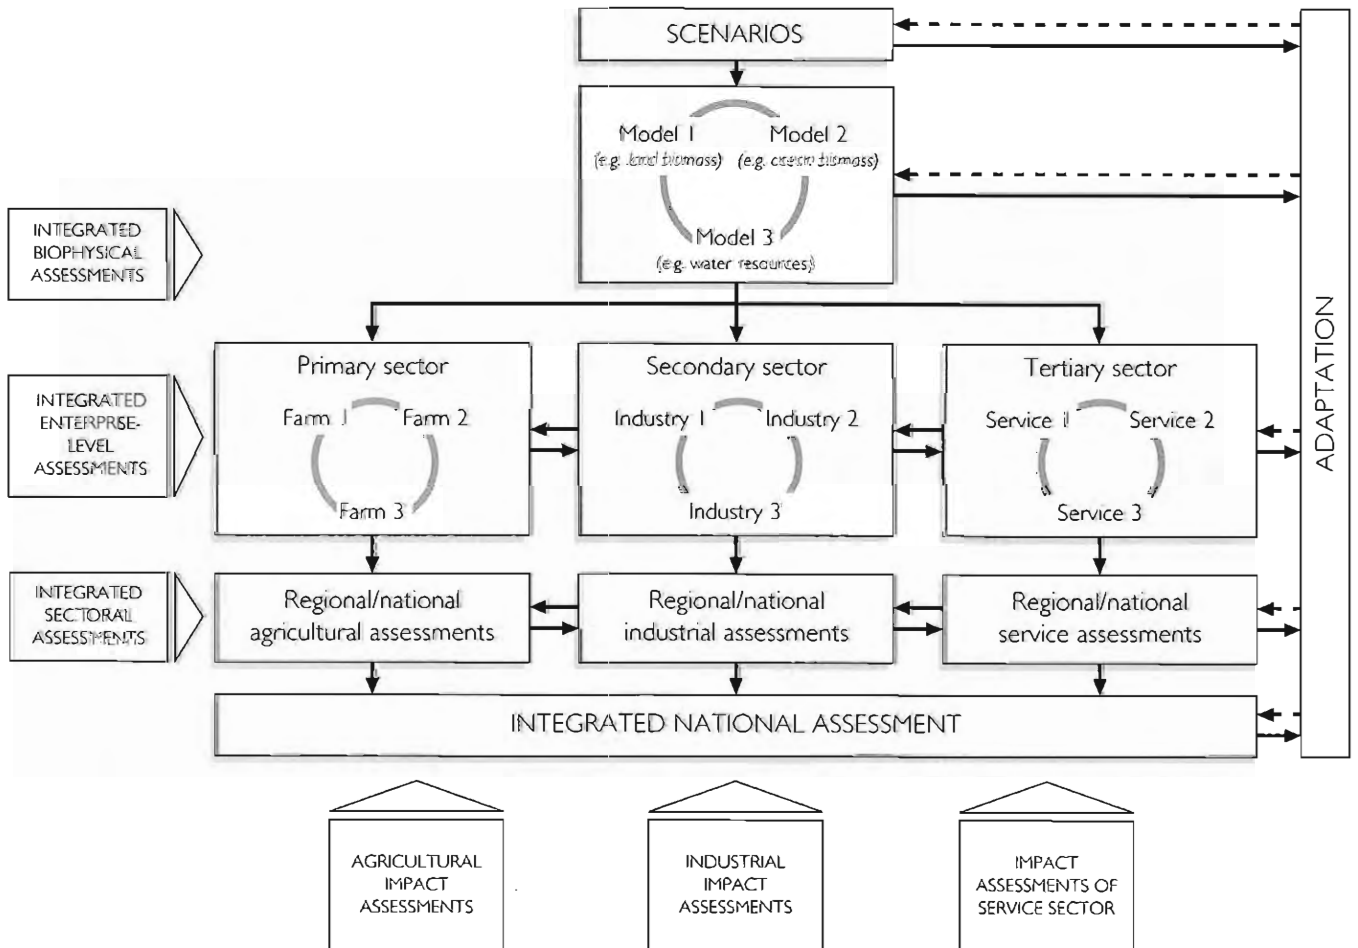 SCENARIOS
Model 1
(e.g. land biomass)
Model 2
(e.g. ocean biomass)
Model 3
(e.g. water resources)
INTEGRATED
BIOPHYSICAL
ASSESSMENTS
ADAPTATION
INTEGRATED
ENTERPRSE-
LEVEL
ASSESSMENTS
Primary sector
Farm 1
Farm 2
Farm 3
Secondary sector
Industry 1
Industry 2
Industry 3
Tertiary sector
Service 1
Service 2
Service 3
INTEGRATED
SECTORAL
ASSESSMENTS
Regional/national
agricultural assessments
Regional/national
industrial assessments
Regional/national
service assessments
INTEGRATED NATIONAL ASSESSMENT
AGRICULTURAL
IMPACT
ASSESSMENTS
INDUSTRIAL
IMPACT
ASSESSMENTS
IMPACT
ASSESSMENTS OF
SERVICE SECTOR